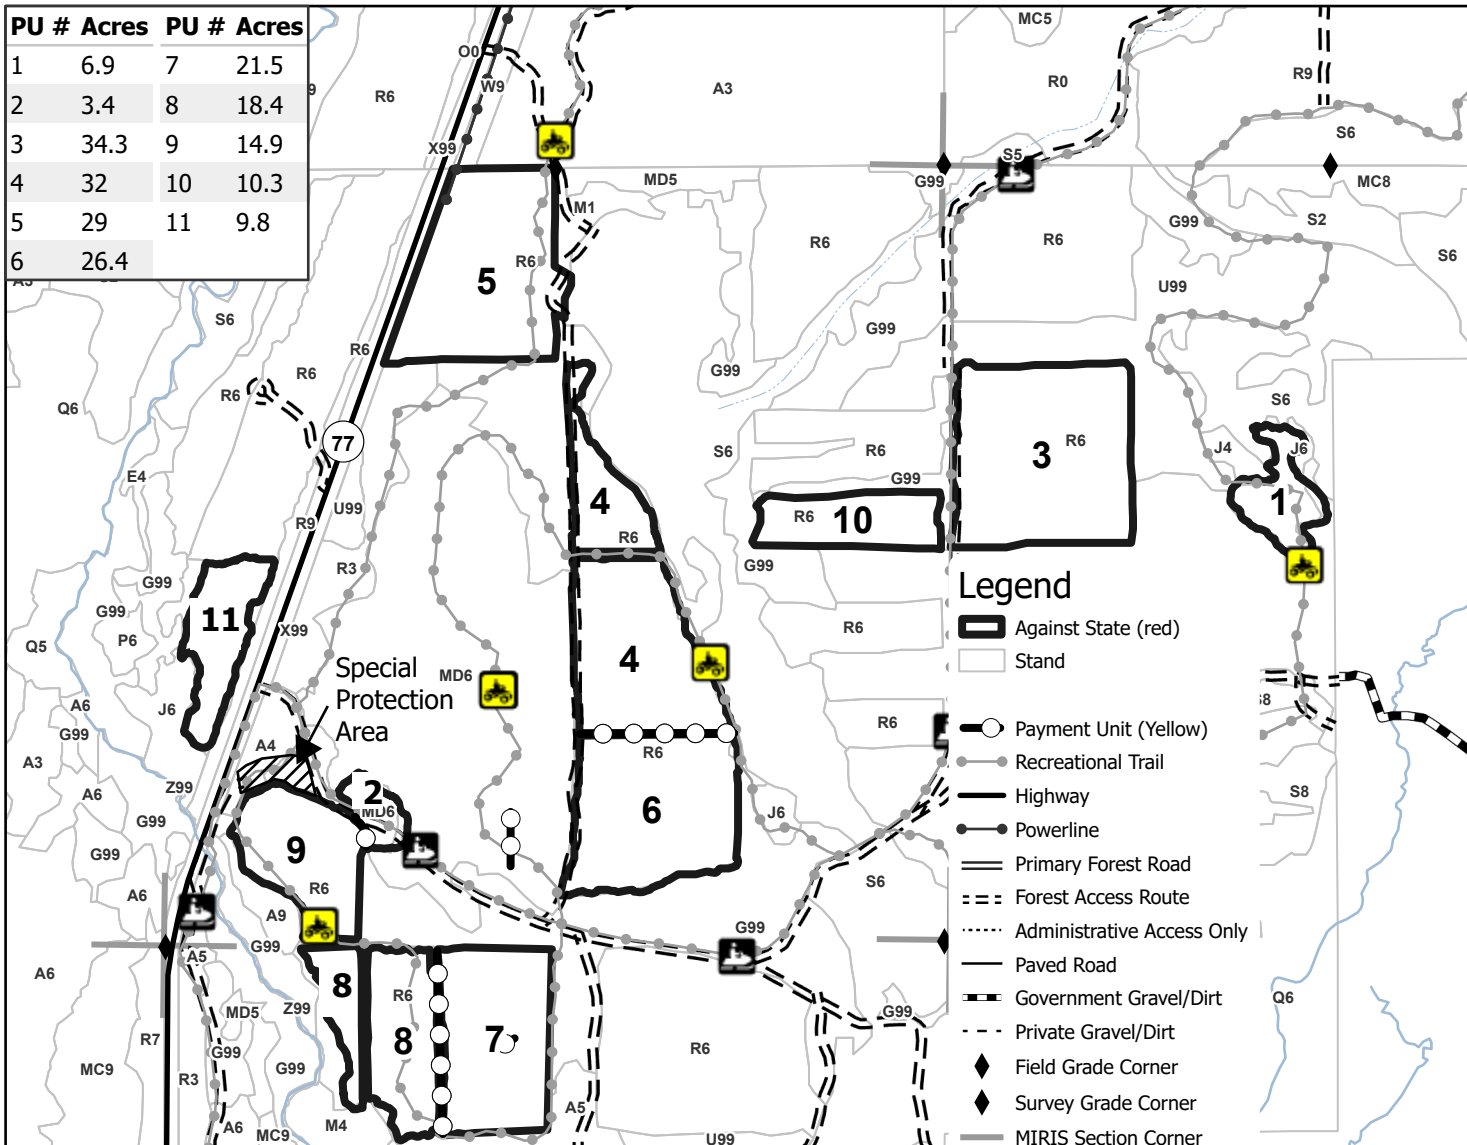 PU # Acres PU # Acres
1 6.9 7 21.5
2 3.4 8 18.4
3 34.3 9 14.9
4 32 10 10.3
5 29 11 9.8
6 26.4
MC5
O0
W9
R6
A3
R0
R9
S6
X99
S5
MD5
G99
MC8
M1
R6
R6
G99
S2
R6
S6
5
U99
S6
G99
R6
R6
R6
G99
Q6
S6
77
S6
R6
R6
J4
J6
3
E4
G99
4
1
U99
R9
R6
10
R6
G99
R3
G99
G99
Legend
11
P6
X99
R6
Against State (red)
Q5
Stand
Special
Protection
Area
4
MD6
A6
J6
S8
G99
R6
Payment Unit (Yellow)
A4
R6
A3
Recreational Trail
Z99
2
S8
A6
MD6
Highway
G99
6
J6
Powerline
9
G99
Primary Forest Road
R6
S6
A6
Forest Access Route
A9
G99
Administrative Access Only
G99
A5
Paved Road
A6
8
R6
Government Gravel/Dirt
Q6
Z99
MD5
G99
R7
8
7
Private Gravel/Dirt
G99
R6
MC9
G99
Field Grade Corner
R3
Survey Grade Corner
A5
A6
MC9
M4
U99
MIRIS Section Corner